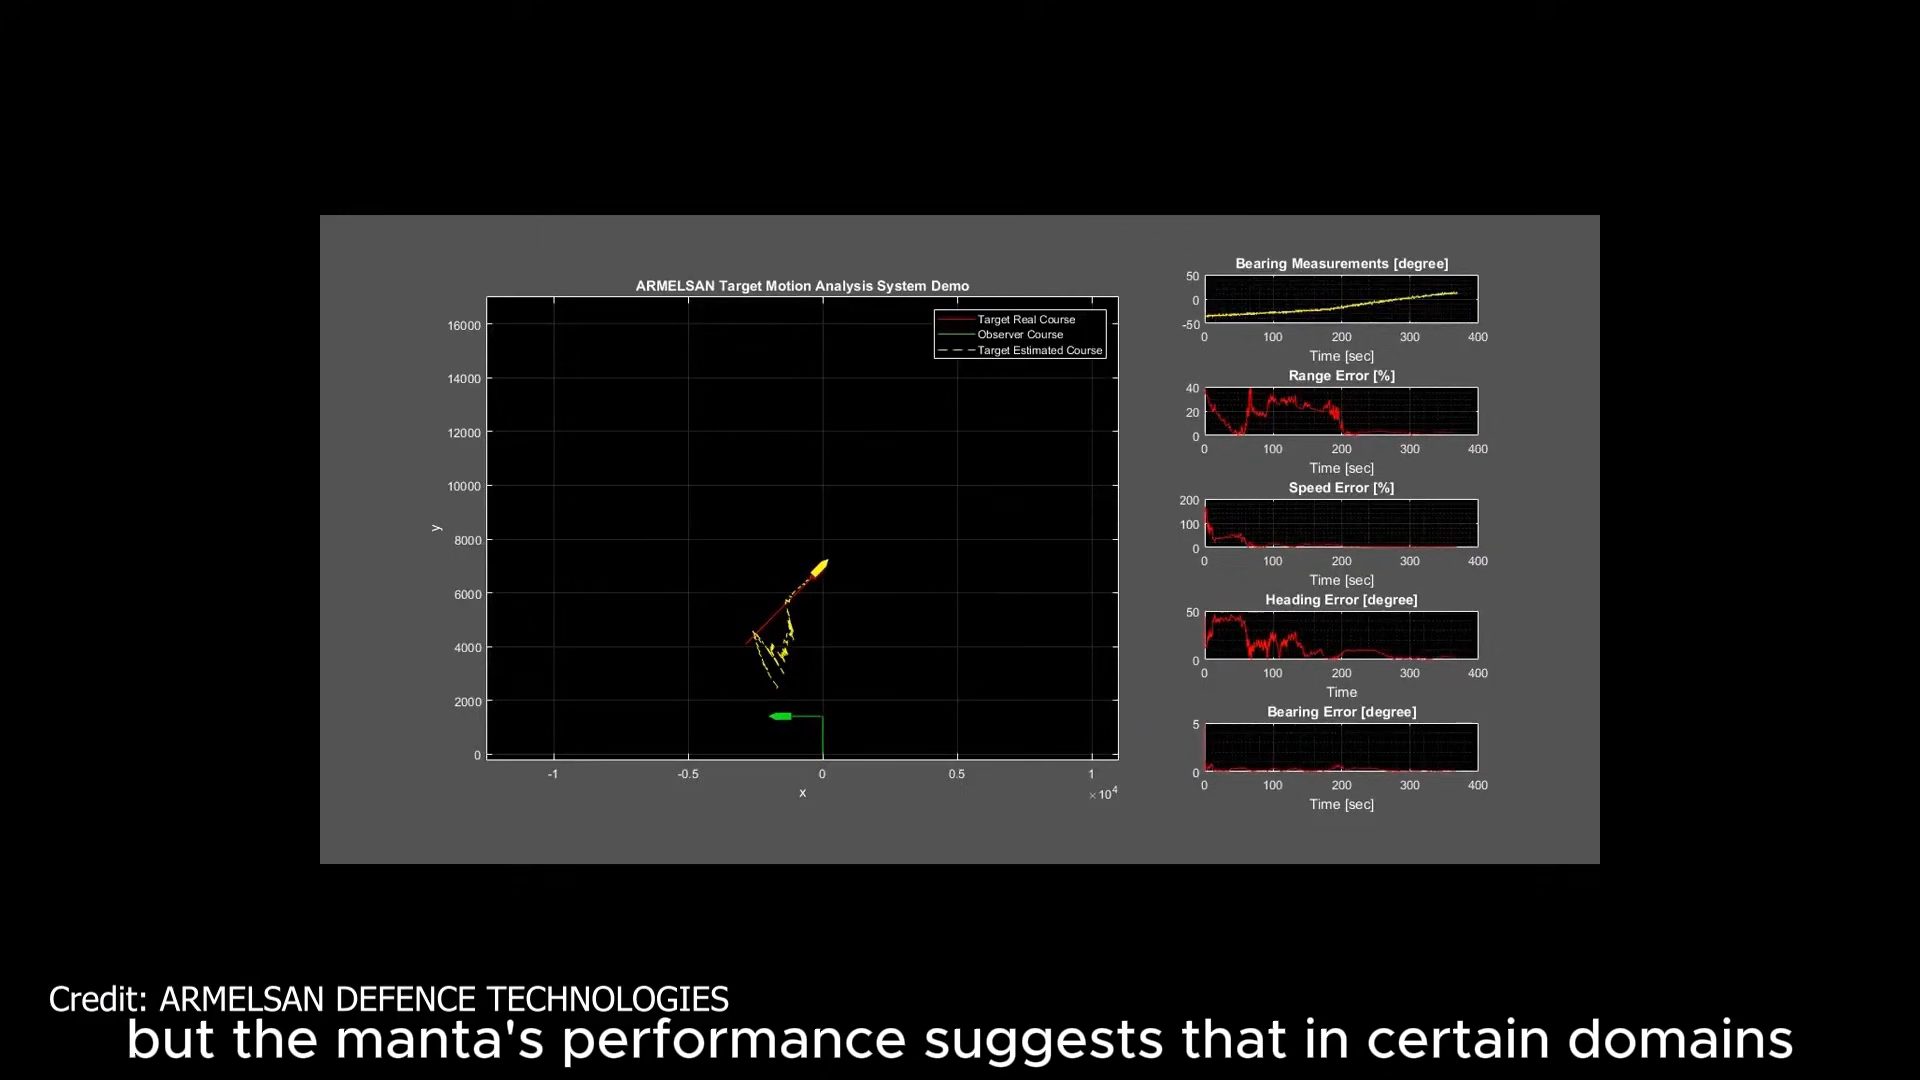 ARMELSAN Target Motion Analysis System Demo
Target Real Course
Observer Course
Target Estimated Course
16000
14000
12000
10000
8000
6000
4000
2000
0
y
-1
-0.5
0
0.5
1
x
×10⁴
Bearing Measurements [degree]
50
0
-50
0 100 200 300 400
Time [sec]
Range Error [%]
40
20
0
0 100 200 300 400
Time [sec]
Speed Error [%]
200
100
0
0 100 200 300 400
Time [sec]
Heading Error [degree]
50
0
0 100 200 300 400
Time
Bearing Error [degree]
5
0
0 100 200 300 400
Time [sec]
Credit: ARMELSAN DEFENCE TECHNOLOGIES
but the manta's performance suggests that in certain domains